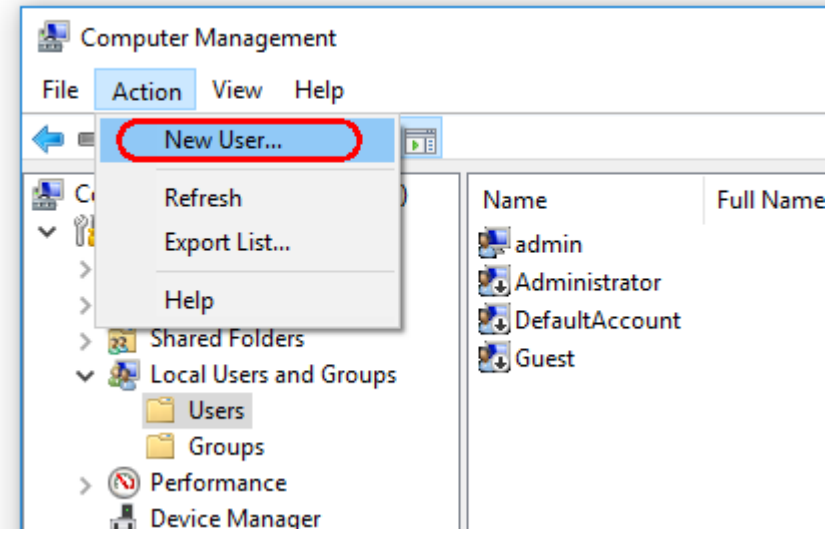 Computer Management
File Action View Help
New User...
Refresh
Export List...
Help
Shared Folders
Local Users and Groups
Users
Groups
Performance
Device Manager
Name Full Name
admin
Administrator
DefaultAccount
Guest